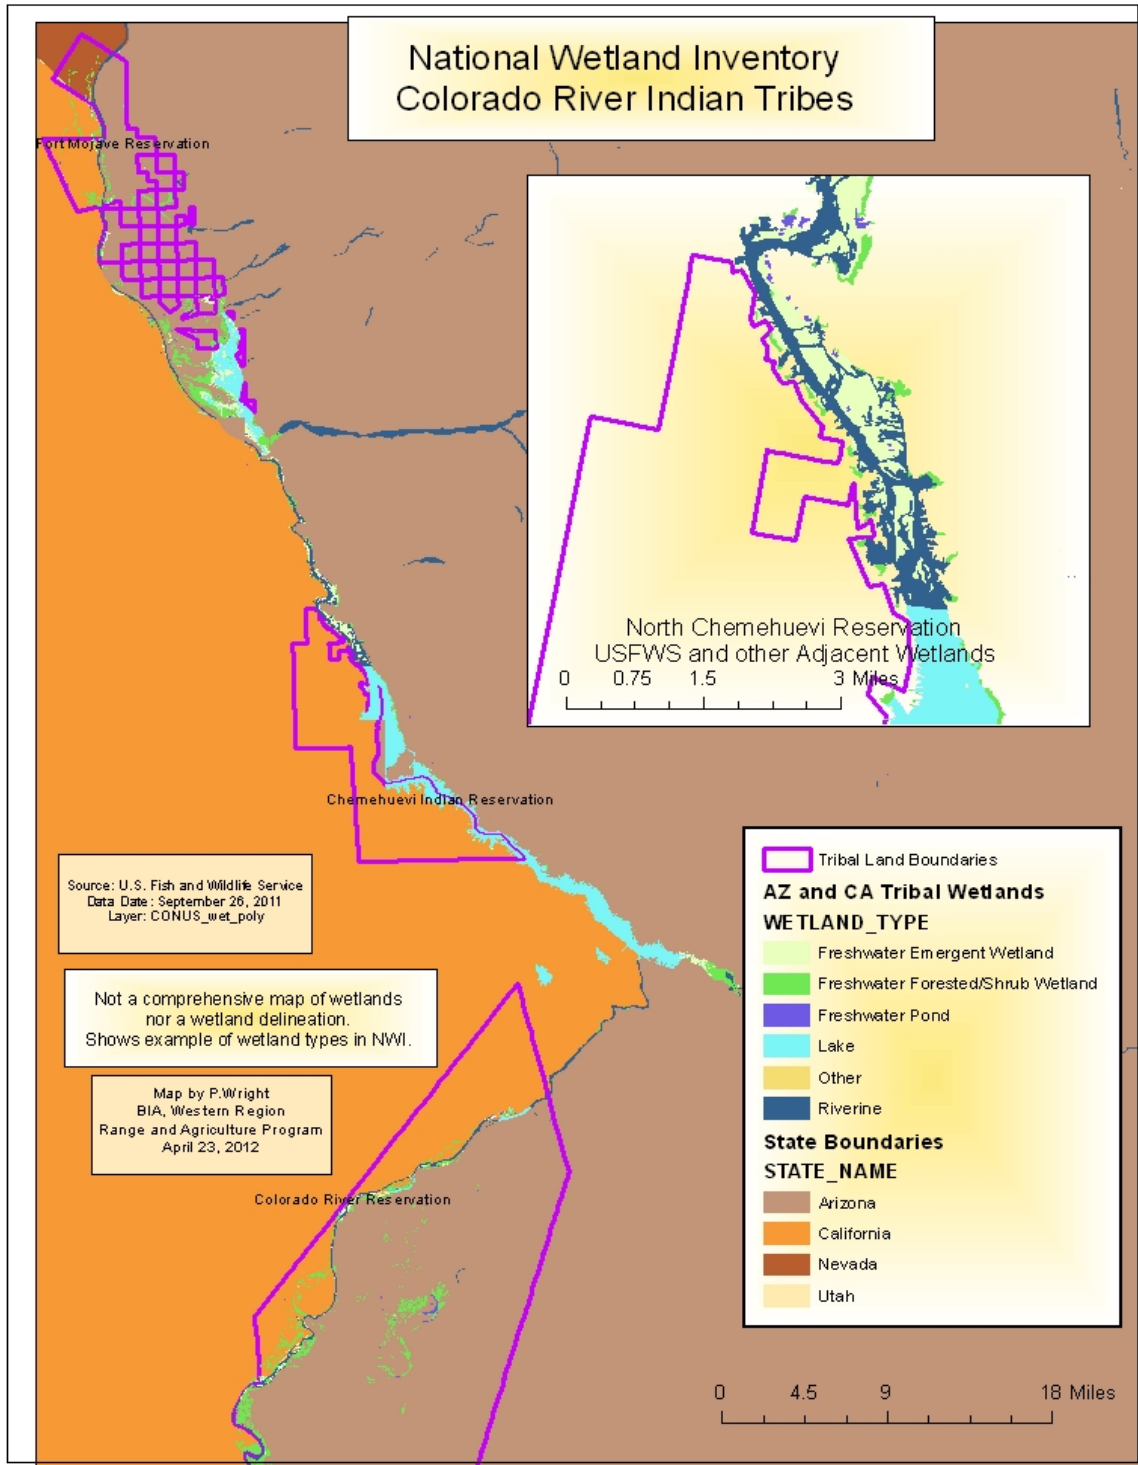 National Wetland Inventory
Colorado River Indian Tribes
Fort Mojave Reservation
North Chemehuevi Reservation
USFWS and other Adjacent Wetlands
0 0.75 1.5 3 Miles
Chemehuevi Indian Reservation
Source: U.S. Fish and Wildlife Service
Data Date: September 26, 2011
Layer: CONUS_wet_poly
Not a comprehensive map of wetlands
nor a wetland delineation.
Shows example of wetland types in NWI.
Map by P.Wright
BIA, Western Region
Range and Agriculture Program
April 23, 2012
Colorado River Reservation
Tribal Land Boundaries
AZ and CA Tribal Wetlands
WETLAND_TYPE
Freshwater Emergent Wetland
Freshwater Forested/Shrub Wetland
Freshwater Pond
Lake
Other
Riverine
State Boundaries
STATE_NAME
Arizona
California
Nevada
Utah
0 4.5 9 18 Miles